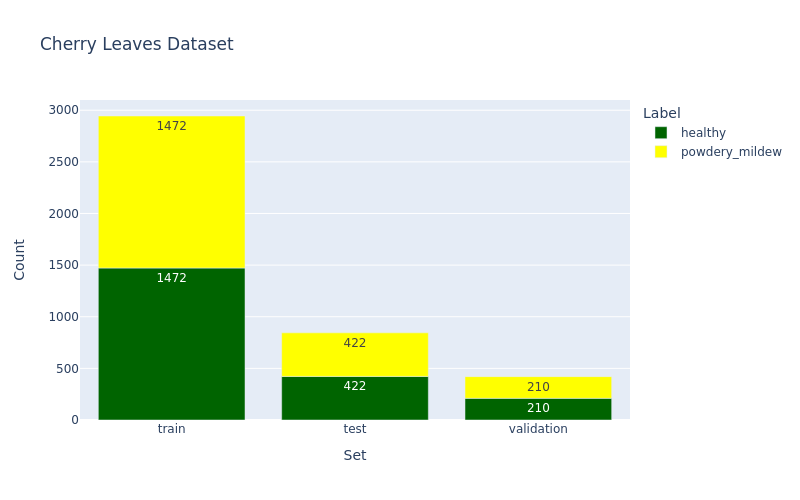 Cherry Leaves Dataset
Label
healthy
powdery_mildew
Count
3000
2500
2000
1500
1000
500
0
1472
1472
422
422
210
210
train
test
validation
Set